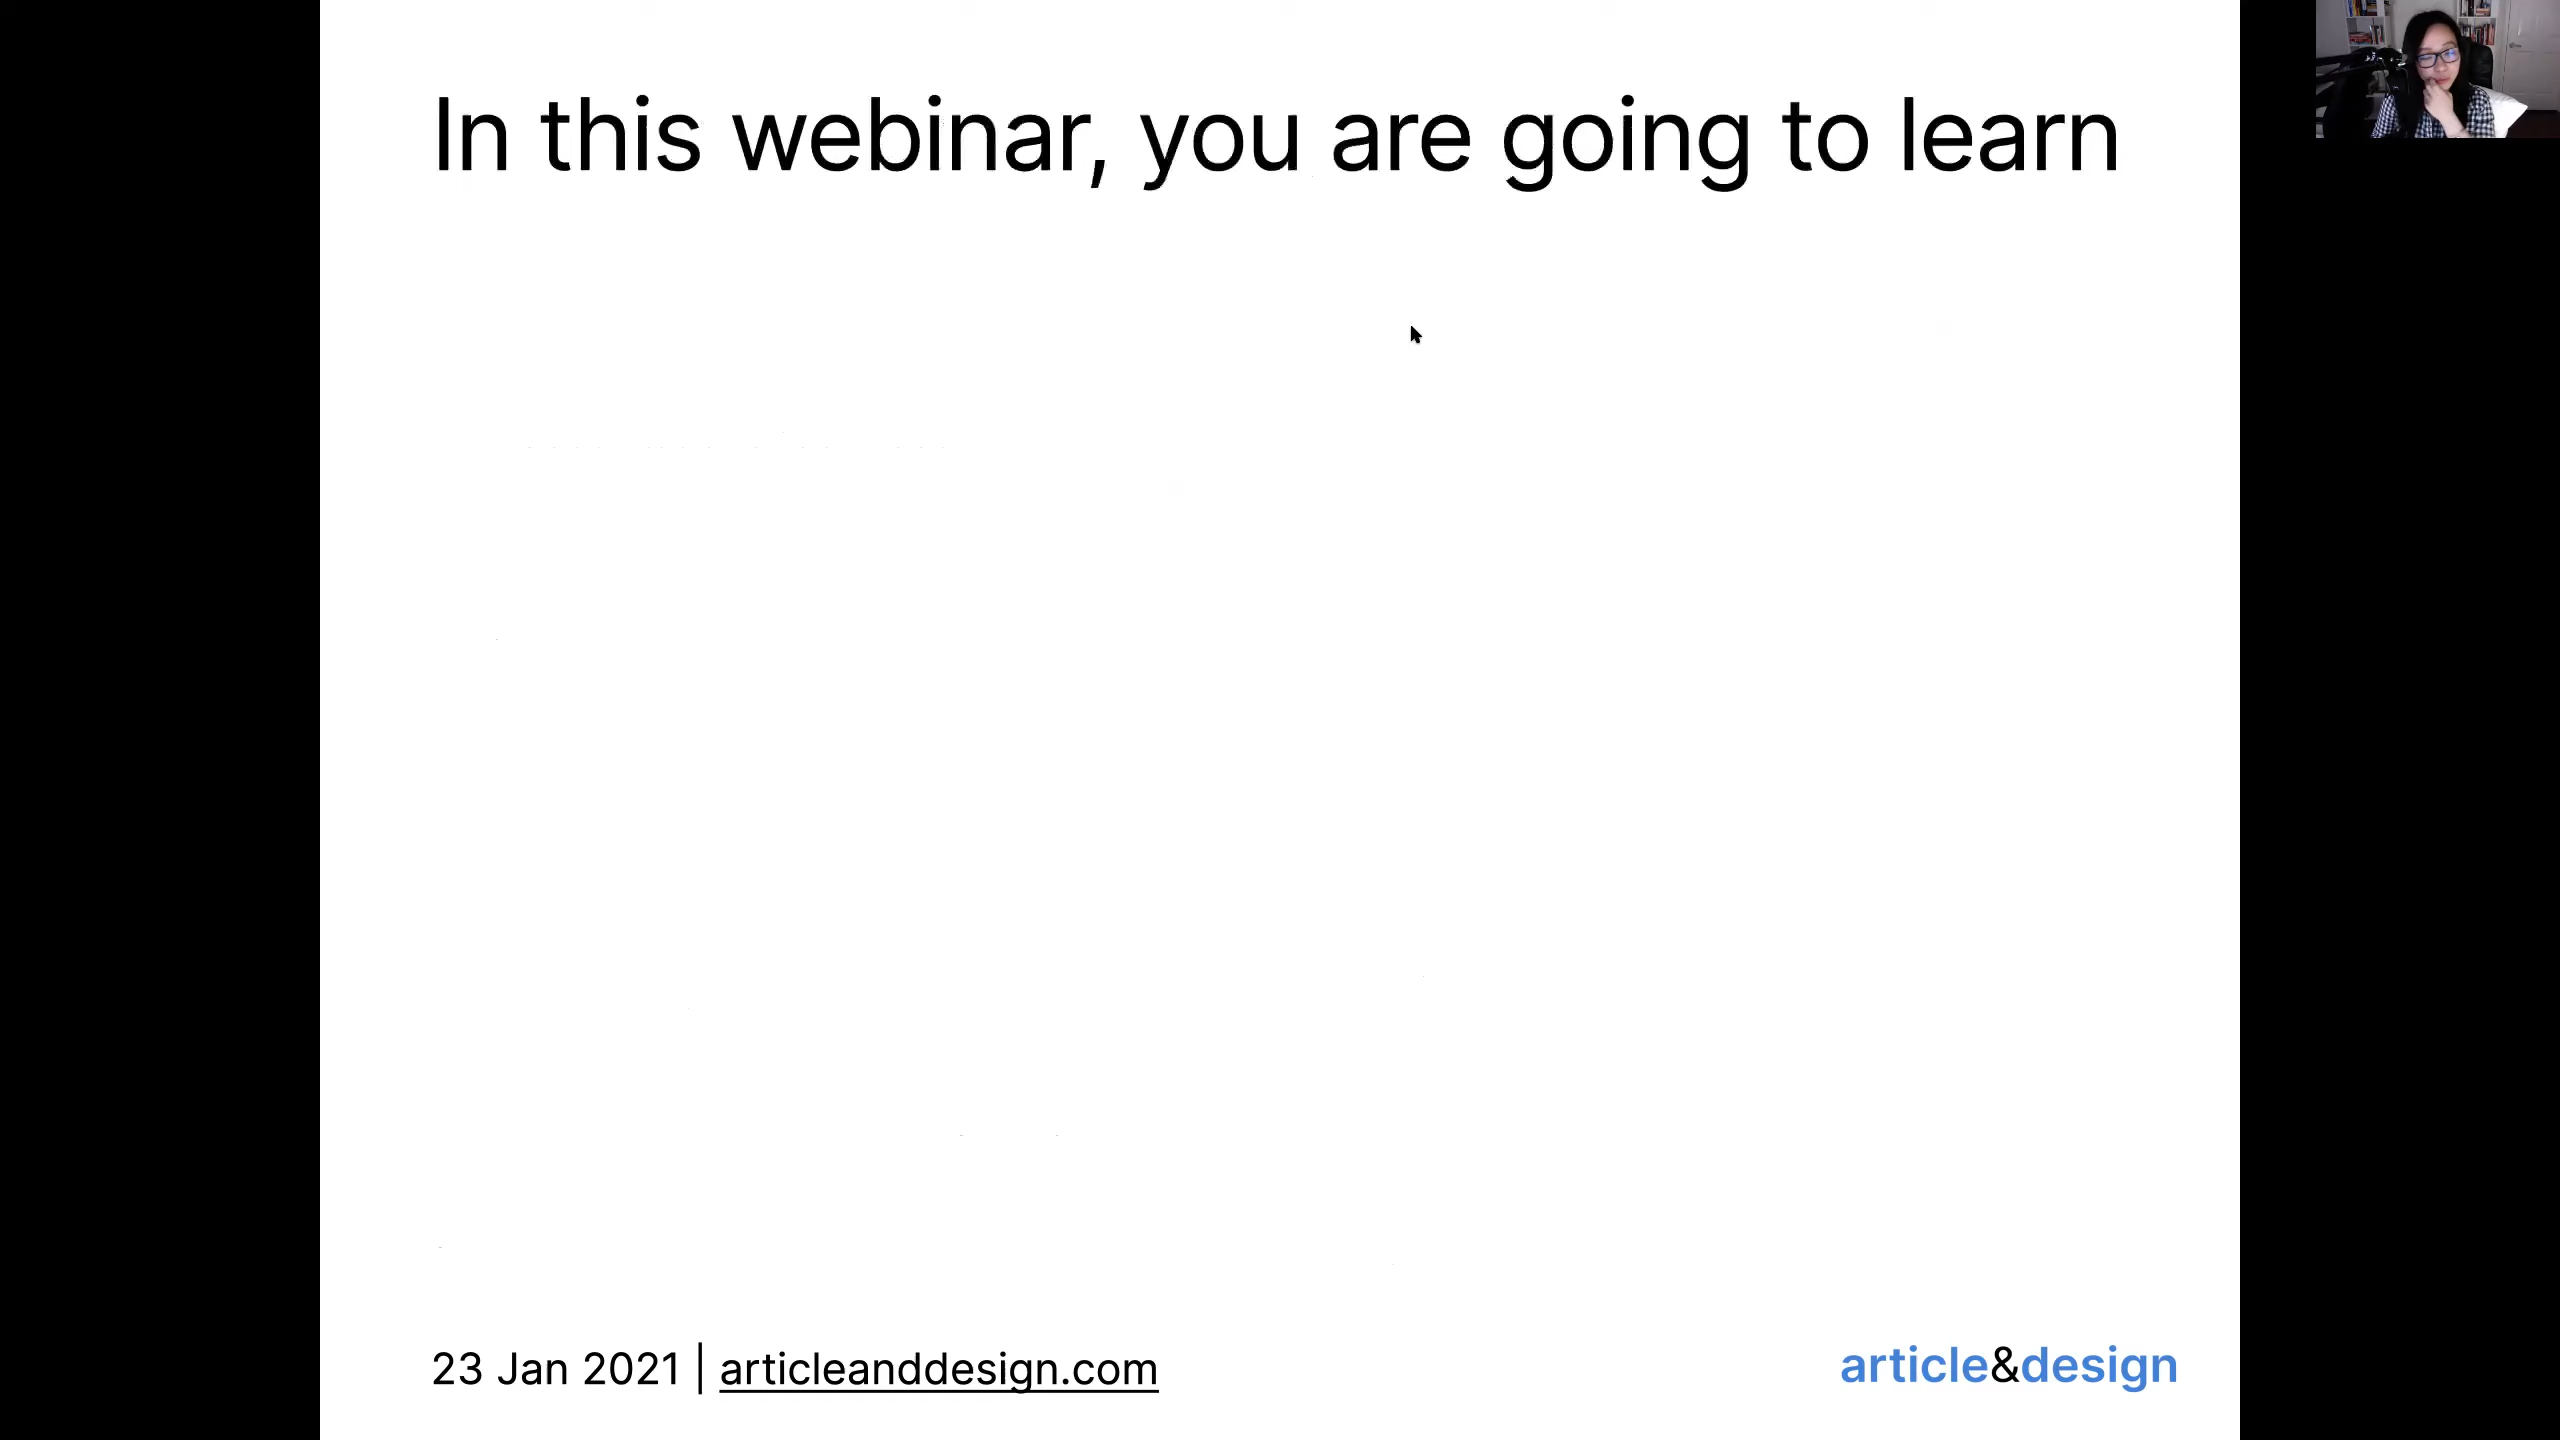 In this webinar, you are going to learn
23 Jan 2021 | articleanddesign.com
article&design